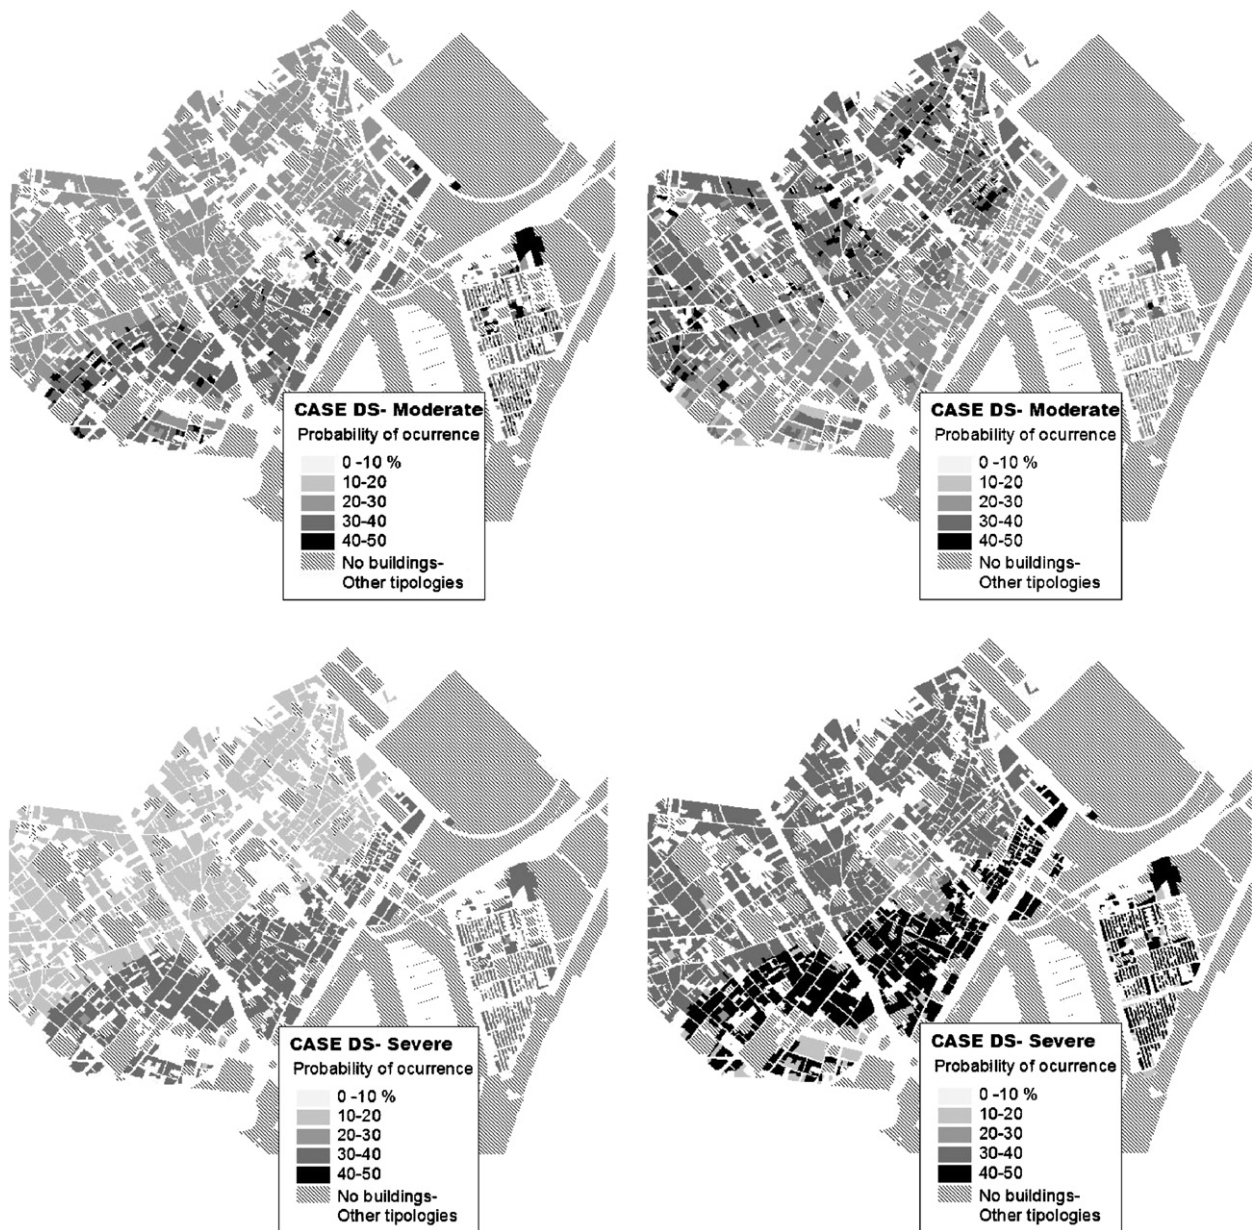 CASE DS- Moderate
Probability of ocurrence
0 -10 %
10-20
20-30
30-40
40-50
No buildings-
Other tipologies
CASE DS- Moderate
Probability of ocurrence
0 -10 %
10-20
20-30
30-40
40-50
No buildings-
Other tipologies
CASE DS- Severe
Probability of ocurrence
0 -10 %
10-20
20-30
30-40
40-50
No buildings-
Other tipologies
CASE DS- Severe
Probability of ocurrence
0 -10 %
10-20
20-30
30-40
40-50
No buildings-
Other tipologies